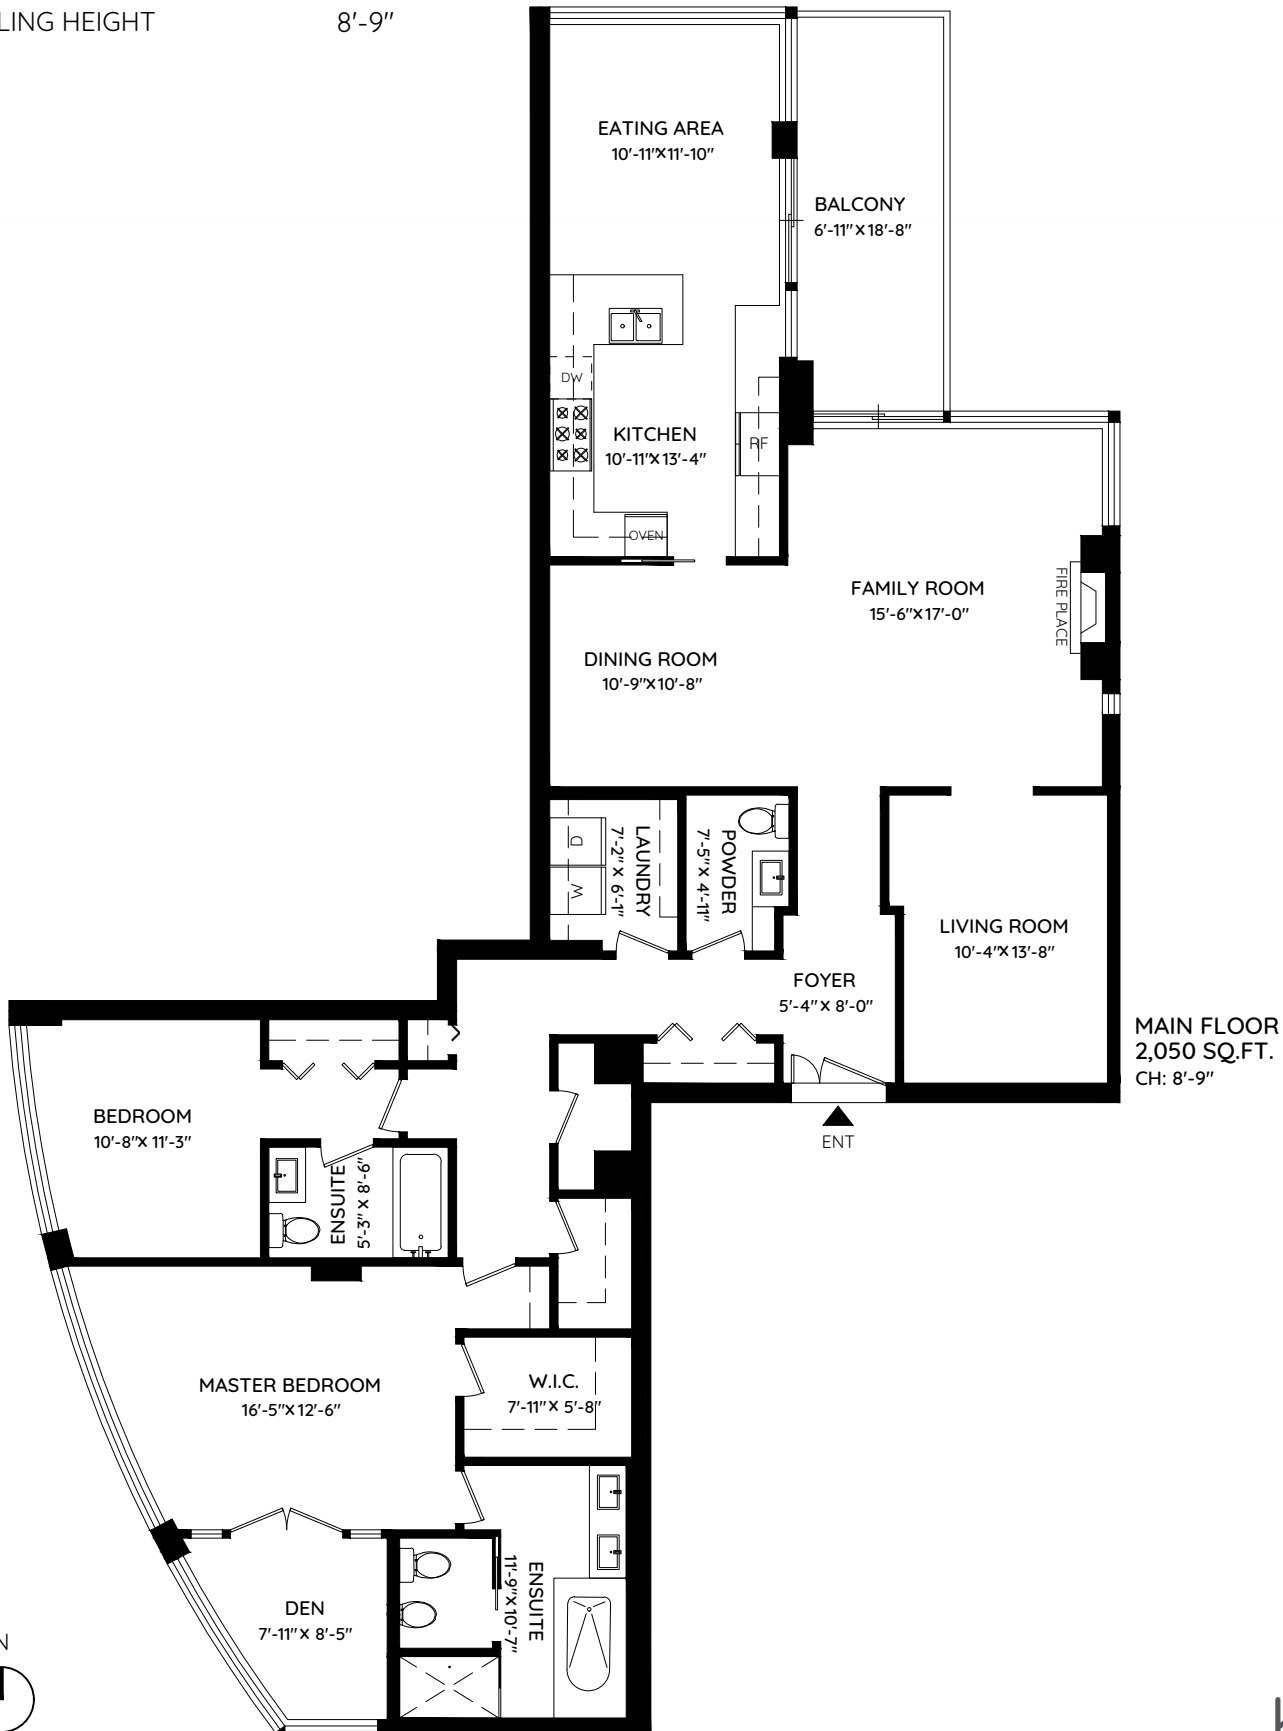 LING HEIGHT 8'-9"
EATING AREA
10'-11"X11'-10"
BALCONY
6'-11"X18'-8"
DW
KITCHEN
10'-11"X13'-4"
RF
OVEN
FAMILY ROOM
15'-6"X17'-0"
FIRE PLACE
DINING ROOM
10'-9"X10'-8"
LAUNDRY
7'-2" X 6'-1"
D
W
POWDER
7'-5" X 4'-11"
LIVING ROOM
10'-4"X13'-8"
FOYER
5'-4" X 8'-0"
MAIN FLOOR
2,050 SQ.FT.
CH: 8'-9"
ENT
BEDROOM
10'-8"X 11'-3"
ENSUITE
5'-3" X 8'-6"
MASTER BEDROOM
16'-5"X12'-6"
W.I.C.
7'-11"X 5'-8"
ENSUITE
11'-9"X10'-7"
DEN
7'-11" X 8'-5"
N